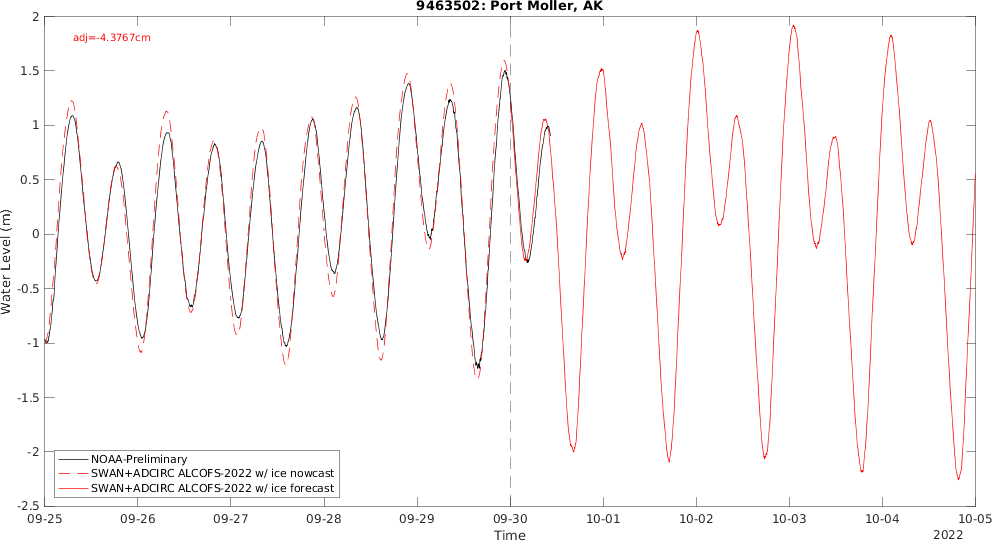 9463502: Port Moller, AK
adj=-4.3767cm
Water Level (m)
2
1.5
1
0.5
0
-0.5
-1
-1.5
-2
-2.5
NOAA-Preliminary
SWAN+ADCIRC ALCOFS-2022 w/ ice nowcast
SWAN+ADCIRC ALCOFS-2022 w/ ice forecast
09-25 09-26 09-27 09-28 09-29 09-30 10-01 10-02 10-03 10-04 10-05
Time
2022